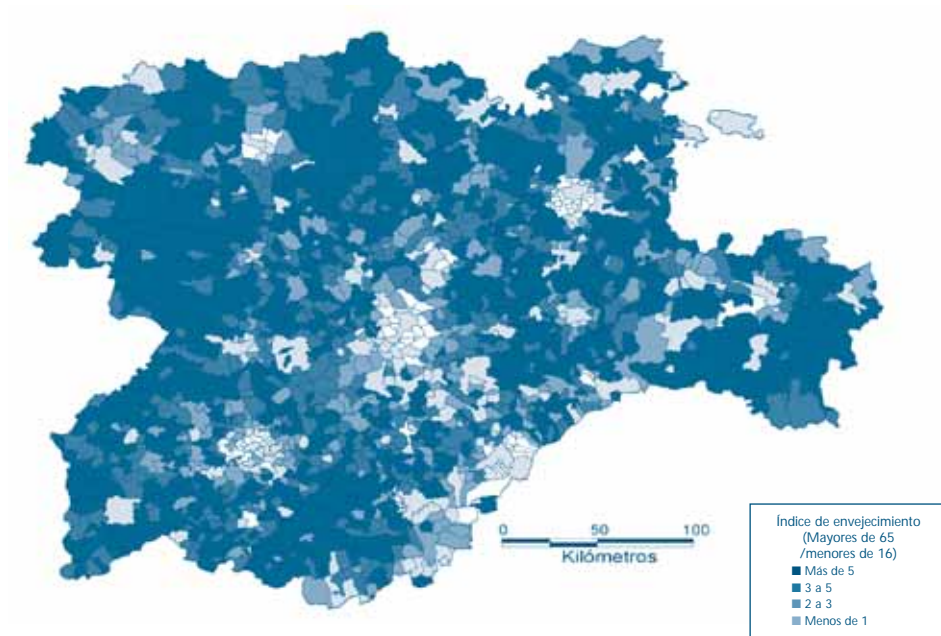 0 50 100
Kilómetros
Índice de envejecimiento
(Mayores de 65
/menores de 16)
Más de 5
3 a 5
2 a 3
Menos de 1